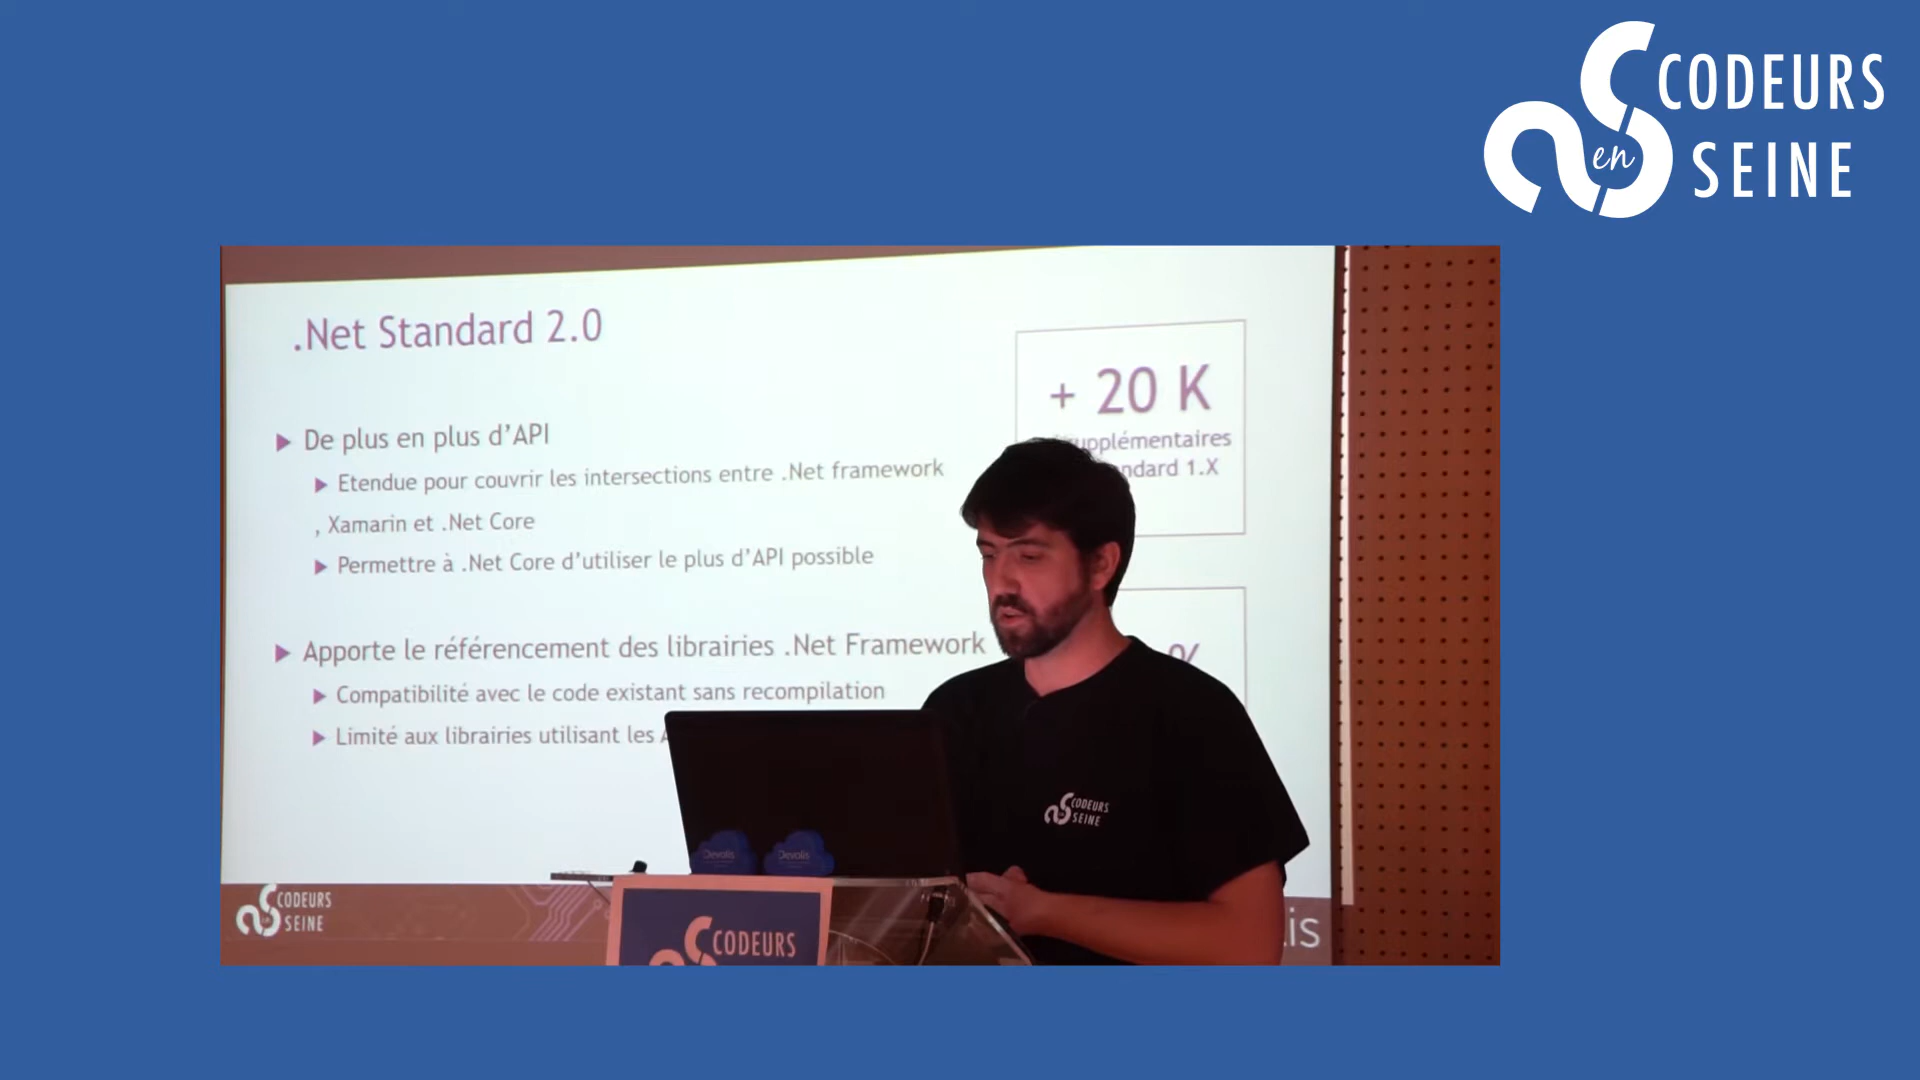 CODEURS
en
SEINE
.Net Standard 2.0
+ 20 K
supplémentaires
1.X
De plus en plus d'API
Etendue pour couvrir les intersections entre .Net framework
, Xamarin et .Net Core
Permettre à .Net Core d'utiliser le plus d'API possible
%
Apporte le référencement des librairies .Net Framework
Compatibilité avec le code existant sans recompilation
Limité aux librairies utilisant les
CODEURS
SEINE
Devalis
Devalis
CODEURS
SEINE
CODEURS